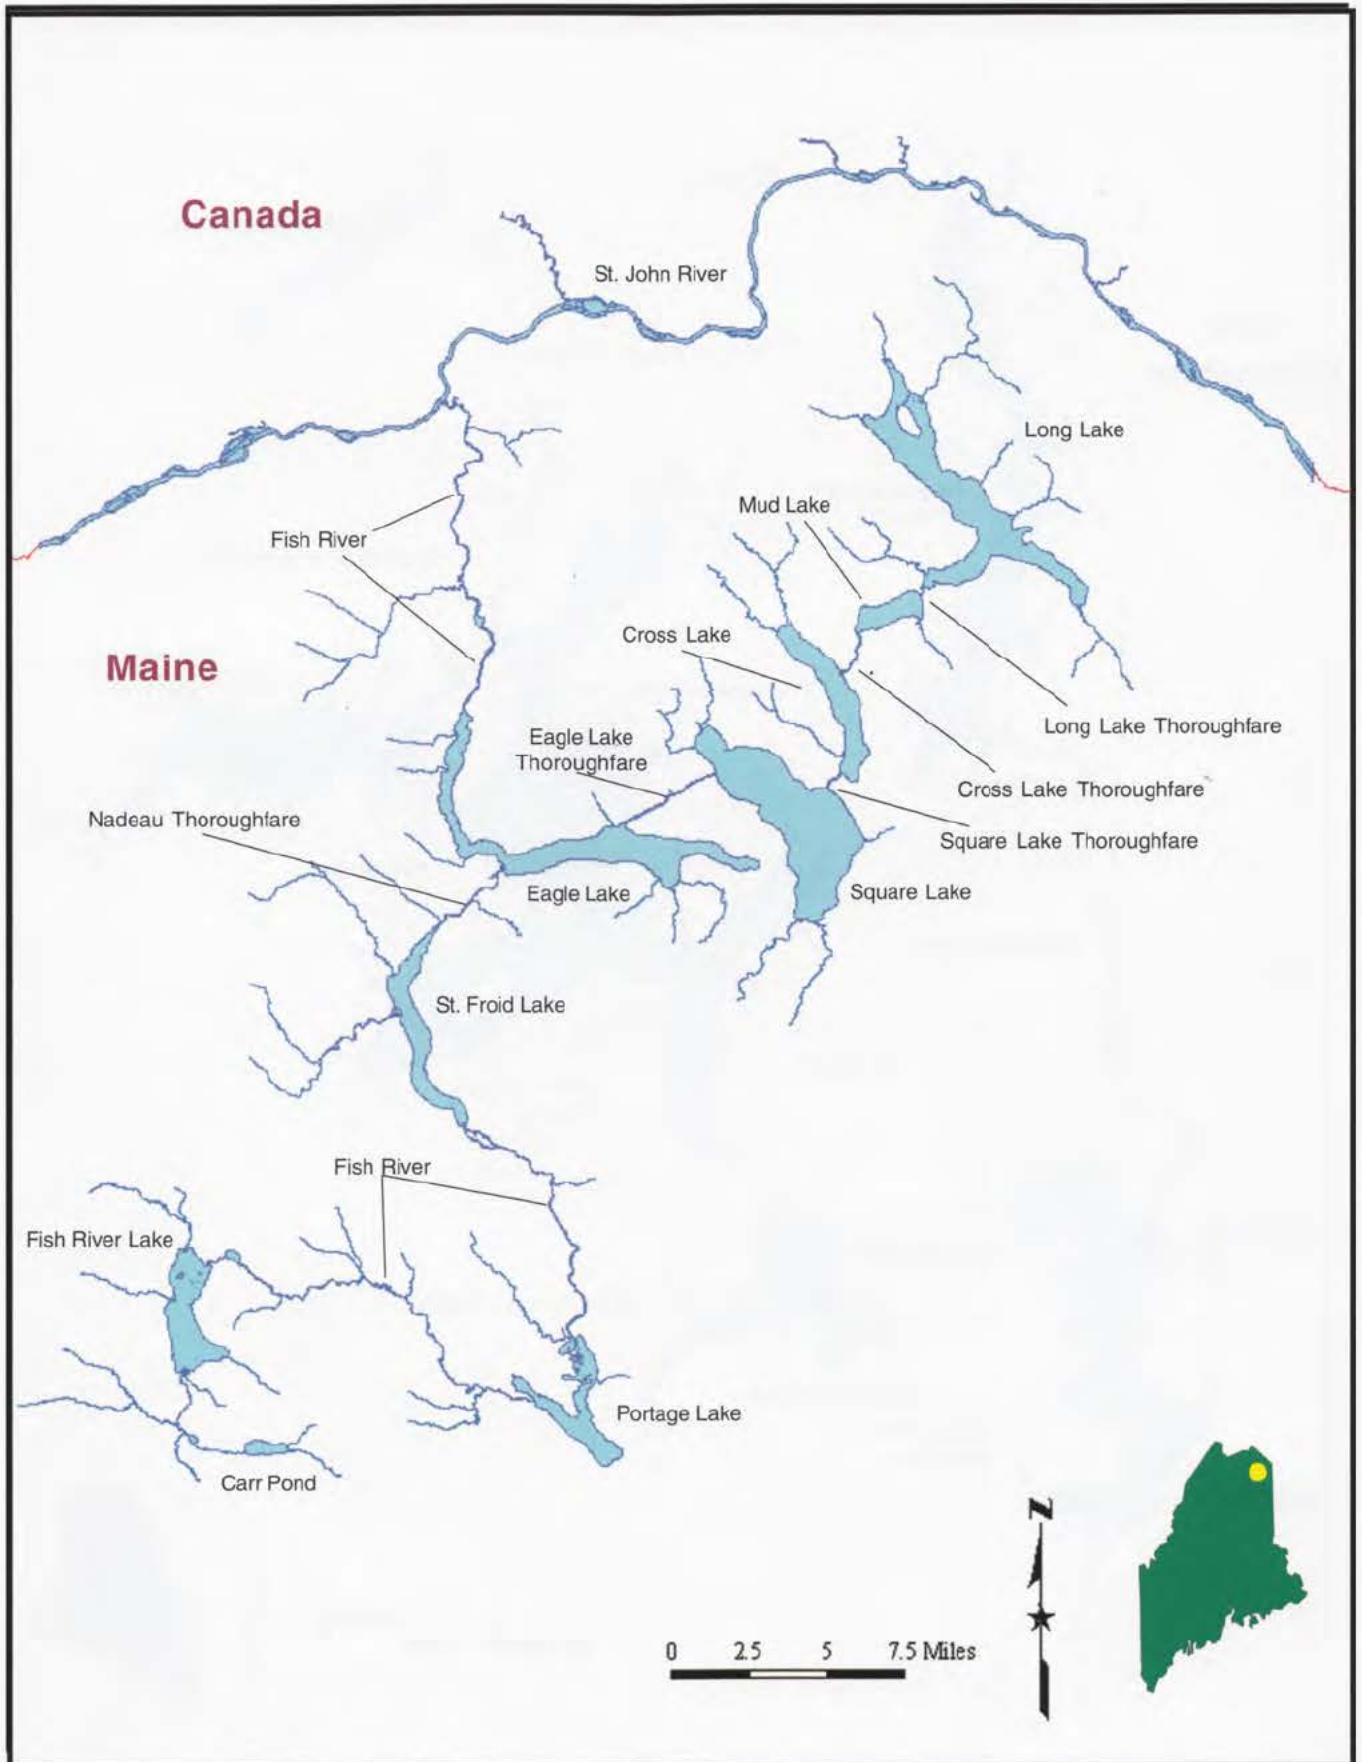 Canada
St. John River
Long Lake
Mud Lake
Fish River
Cross Lake
Maine
Long Lake Thoroughfare
Eagle Lake
Thoroughfare
Cross Lake Thoroughfare
Nadeau Thoroughfare
Square Lake Thoroughfare
Eagle Lake
Square Lake
St. Froid Lake
Fish River
Fish River Lake
Portage Lake
Carr Pond
N
0 2.5 5 7.5 Miles